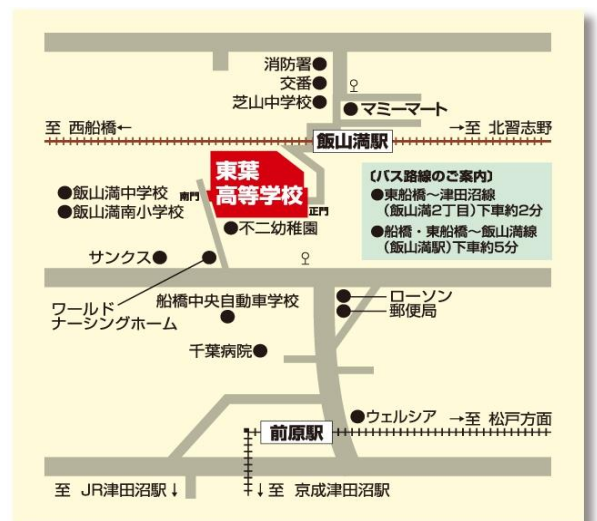 消防署●
交番●
芝山中学校●
●マミーマート
至 西船橋←
→至 北習志野
飯山満駅
東葉
高等学校
〔バス路線のご案内〕
●東船橋～津田沼線
（飯山満2丁目）下車約2分
●船橋・東船橋～飯山満線
（飯山満駅）下車約5分
●飯山満中学校
●飯山満南小学校
南門
正門
●不二幼稚園
サンクス●
ワールド
ナーシングホーム
船橋中央自動車学校
●ローソン
●郵便局
千葉病院●
●ウェルシア
→至 松戸方面
前原駅
至 JR津田沼駅↓
↓至 京成津田沼駅